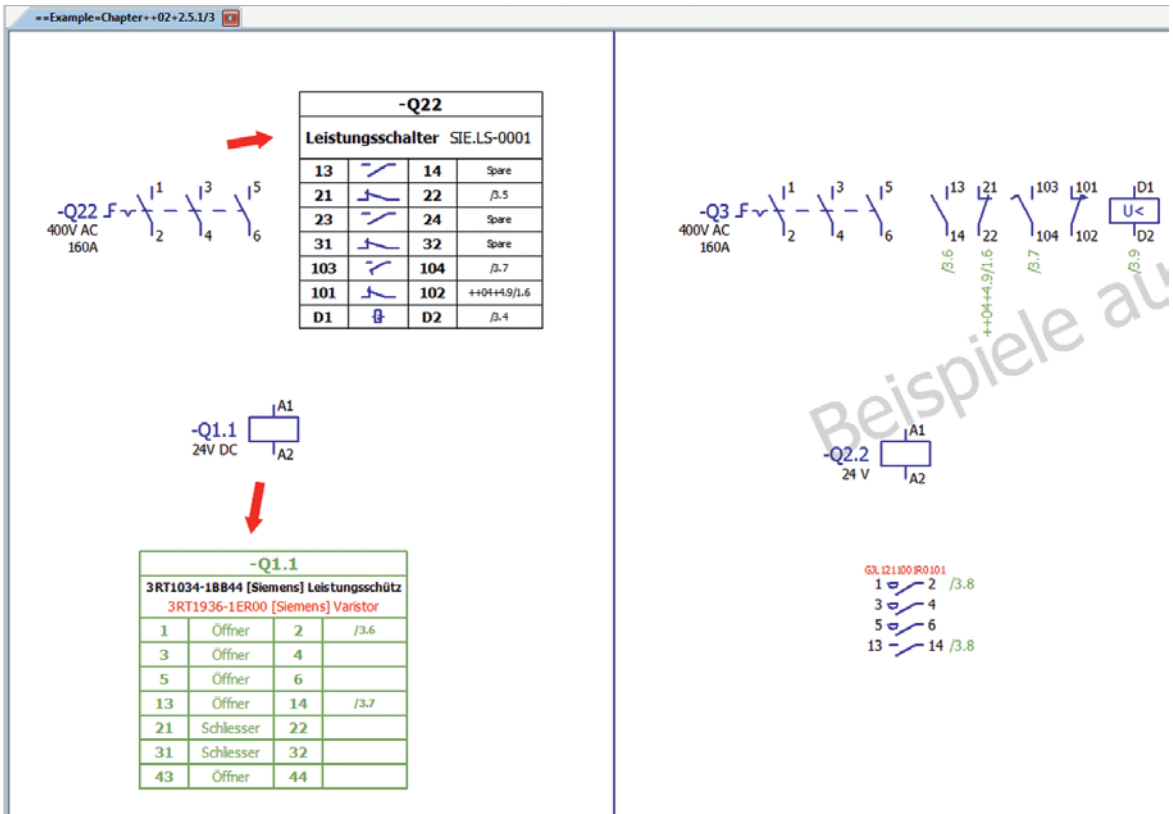 ==Example=Chapter++02+2.5.1/3
-Q22
Leistungsschalter SIE.LS-0001
13 14 Spare
21 22 /3.5
23 24 Spare
31 32 Spare
103 104 /3.7
101 102 ++04+4.9/1.6
D1 D2 /3.4
-Q22
400V AC
160A
1 3 5
2 4 6
-Q1.1
24V DC
A1
A2
-Q1.1
3RT1034-1BB44 [Siemens] Leistungsschütz
3RT1936-1ER00 [Siemens] Varistor
1 Öffner 2 /3.6
3 Öffner 4
5 Öffner 6
13 Öffner 14 /3.7
21 Schliesser 22
31 Schliesser 32
43 Öffner 44
-Q3
400V AC
160A
1 3 5 13 21 103 101 D1
U<
2 4 6 14 22 104 102 D2
/3.6
++04+4.9/1.6
/3.7
/3.9
Beispiele au
-Q2.2
24 V
A1
A2
GJL1211001R0101
1 2 /3.8
3 4
5 6
13 14 /3.8